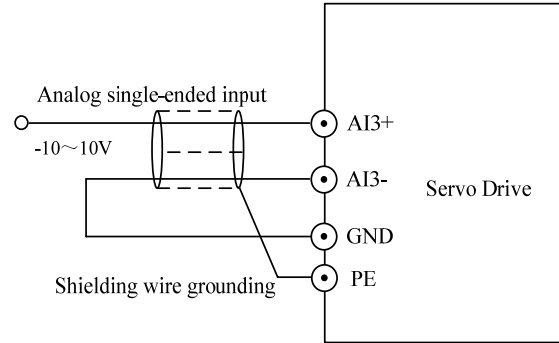 Analog single-ended input
-10～10V
AI3+
AI3-
Servo Drive
GND
Shielding wire grounding
PE